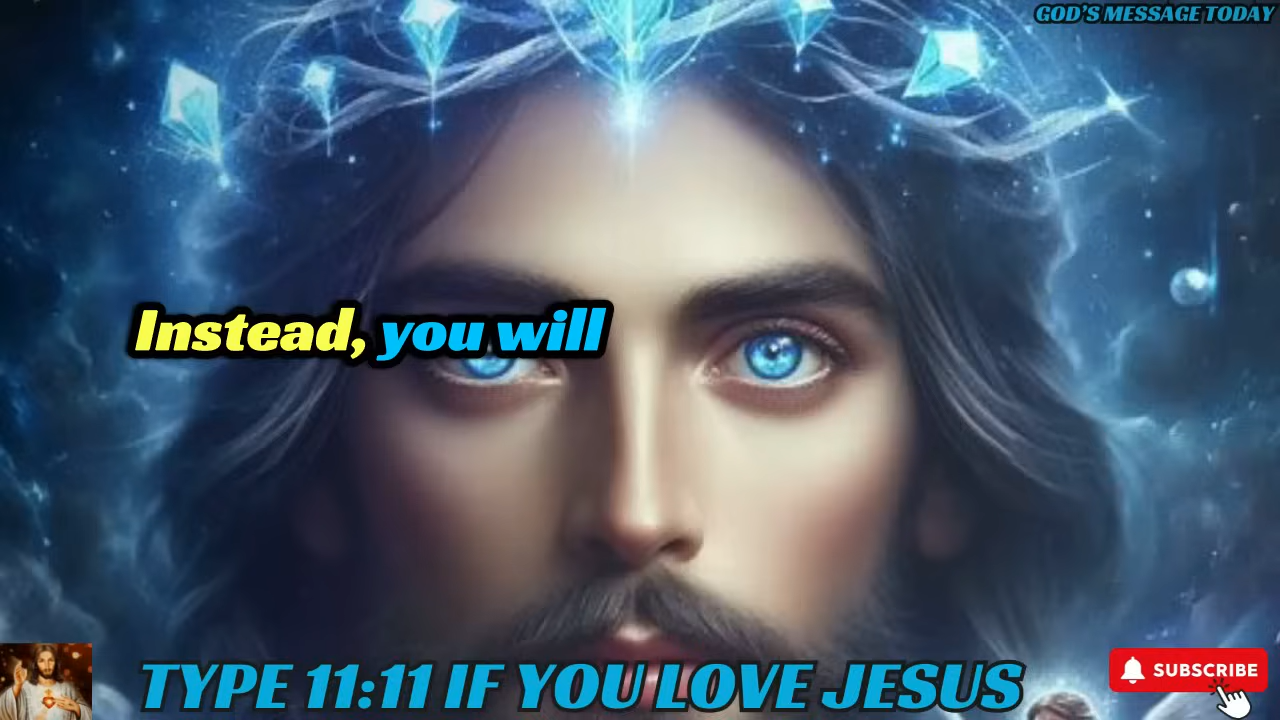 GOD'S MESSAGE TODAY
Instead, you will
TYPE 11:11 IF YOU LOVE JESUS
SUBSCRIBE